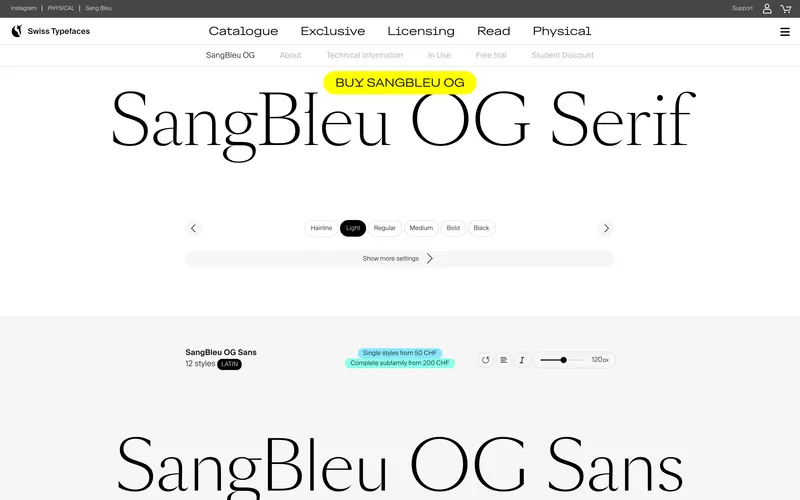 Instagram | PHYSICAL | Sang Bleu Support
Swiss Typefaces Catalogue Exclusive Licensing Read Physical
SangBleu OG About Technical Information In Use Free trial Student Discount
BUY SANGBLEU OG
SangBleu OG Serif
Hairline Light Regular Medium Bold Black
Show more settings
SangBleu OG Sans
12 styles LATIN
Single styles from 50 CHF
Complete subfamily from 200 CHF
120px
SangBleu OG Sans